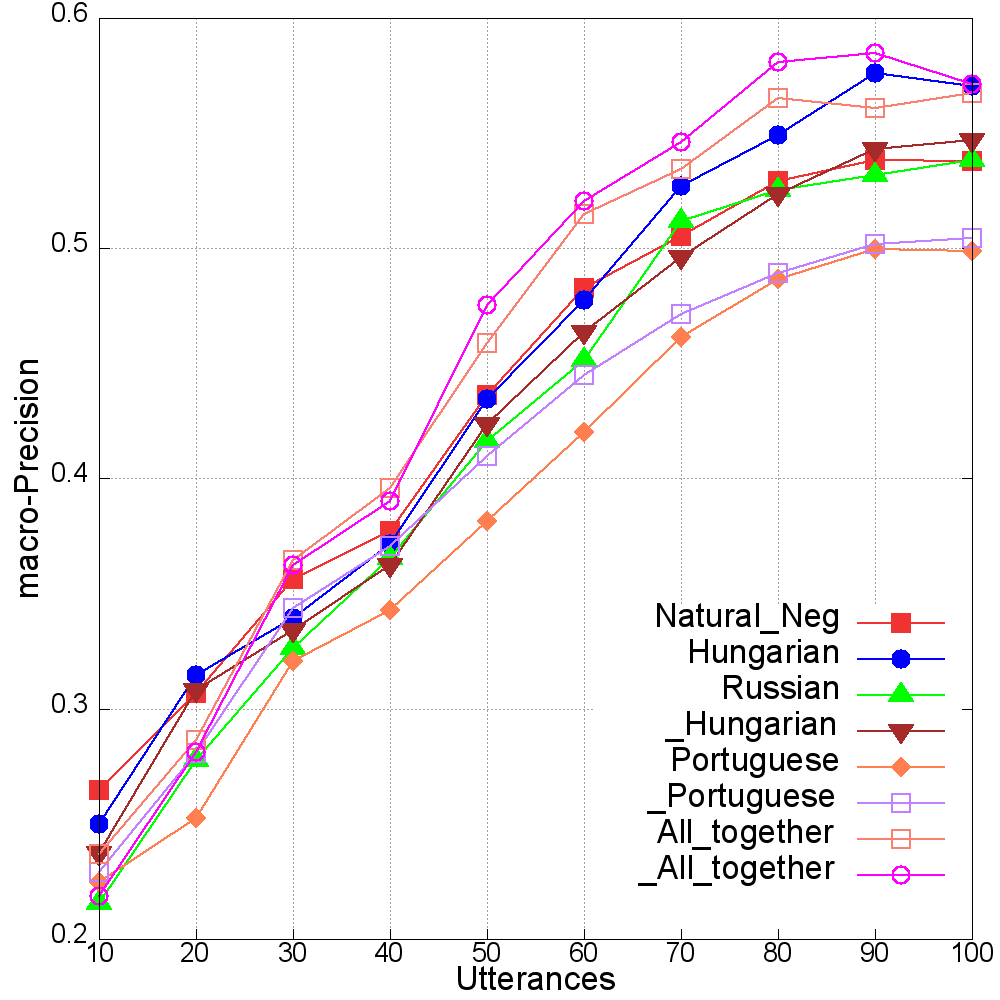 0.6
0.5
0.4
0.3
0.2
macro-Precision
Natural_Neg
Hungarian
Russian
_Hungarian
Portuguese
_Portuguese
All_together
_All_together
10 20 30 40 50 60 70 80 90 100
Utterances